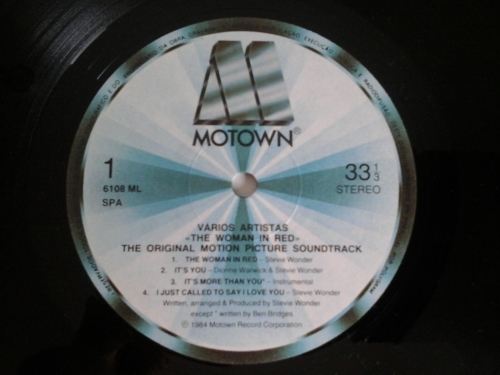 MOTOWN®
1
6108 ML
SPA
33 1/3
STEREO
VÁRIOS ARTISTAS
«THE WOMAN IN RED»
THE ORIGINAL MOTION PICTURE SOUNDTRACK
1. THE WOMAN IN RED – Stevie Wonder
2. IT'S YOU – Dionne Warwick & Stevie Wonder
3. IT'S MORE THAN YOU* – Instrumental
4. I JUST CALLED TO SAY I LOVE YOU – Stevie Wonder
Written, arranged & Produced by Stevie Wonder
except * written by Ben Bridges
℗ 1984 Motown Record Corporation